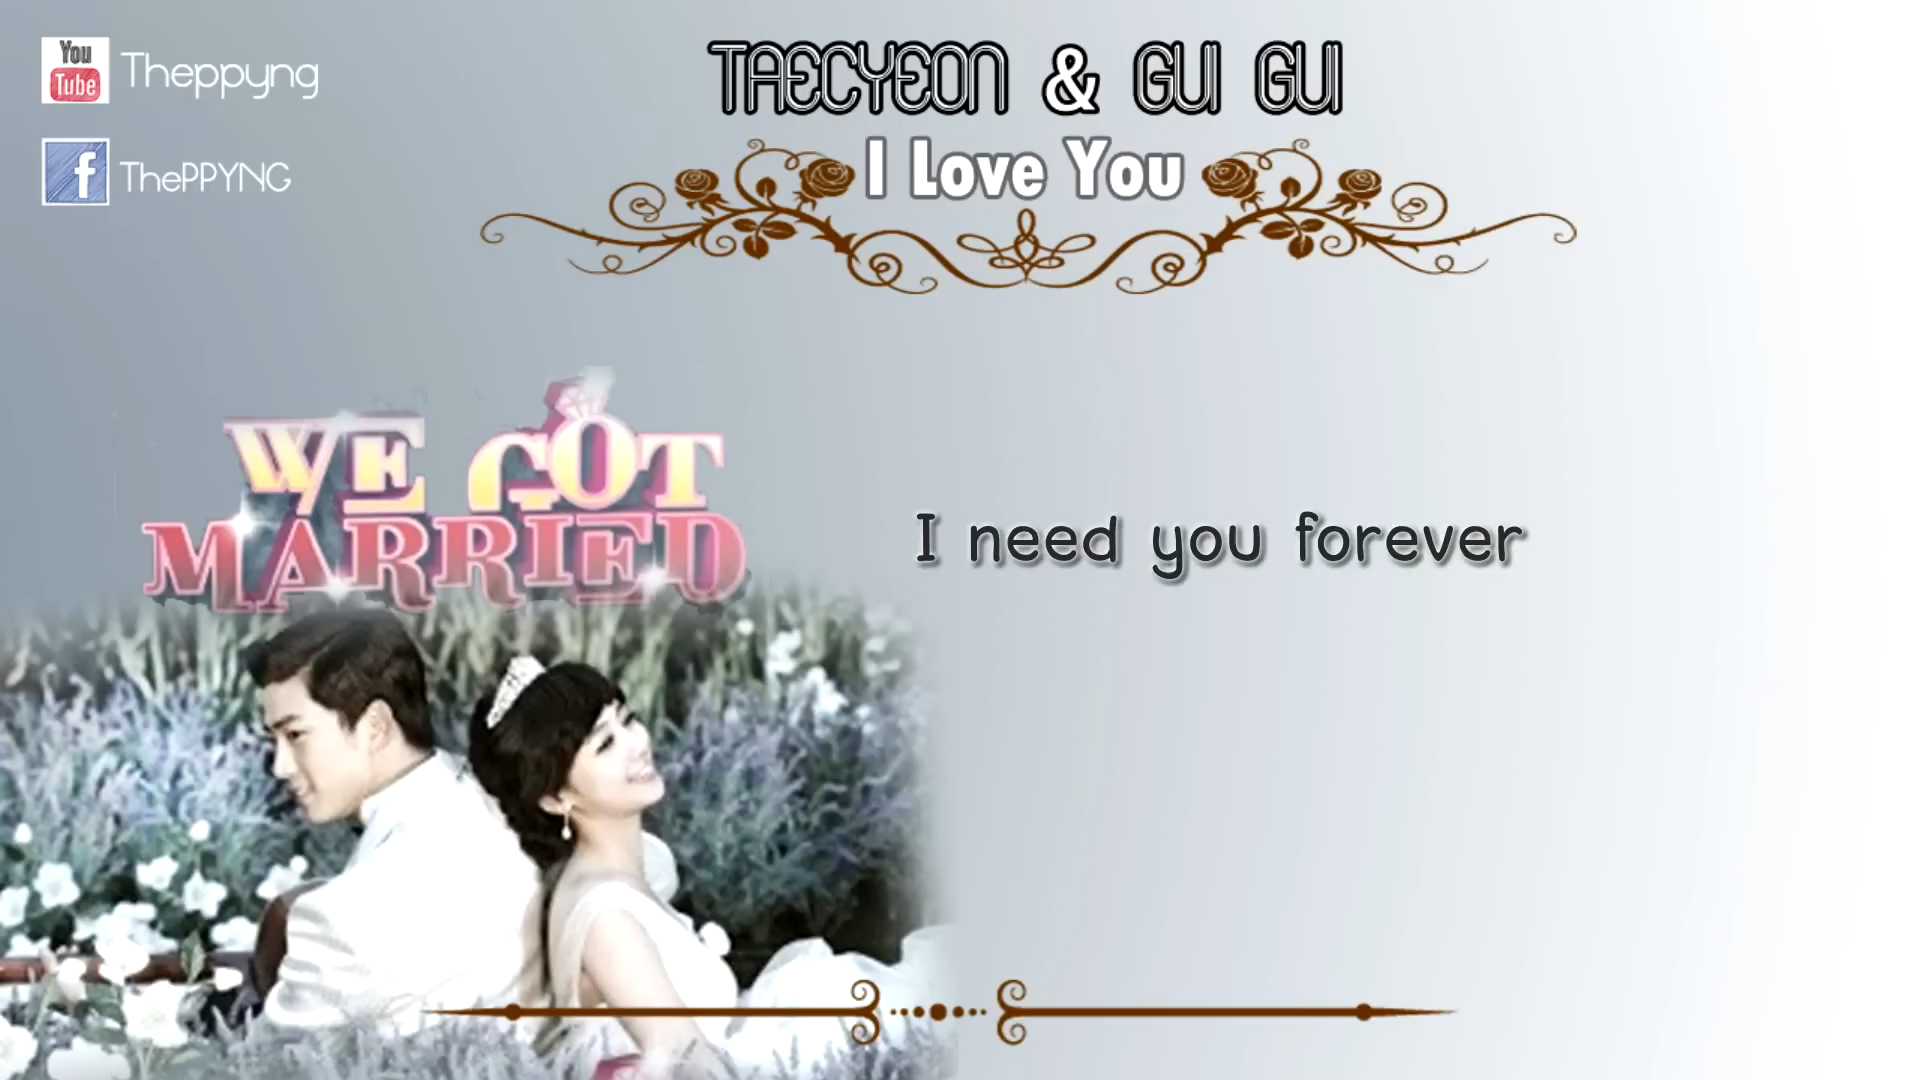 You
Tube
Theppyng
f
ThePPYNG
TAECYEON & GUI GUI
I Love You
WE GOT
MARRIED
I need you forever